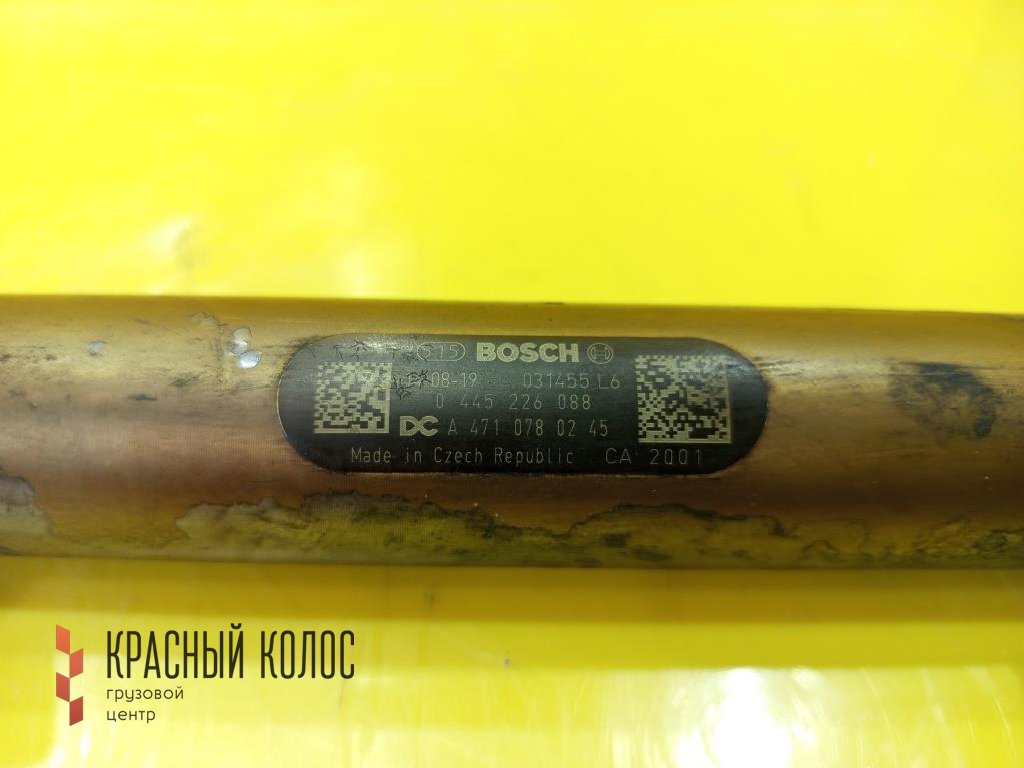 BOSCH
08-19 031455 L6
0 445 226 088
DC A 471 078 02 45
Made in Czech Republic CA 2001
КРАСНЫЙ КОЛОС
грузовой
центр